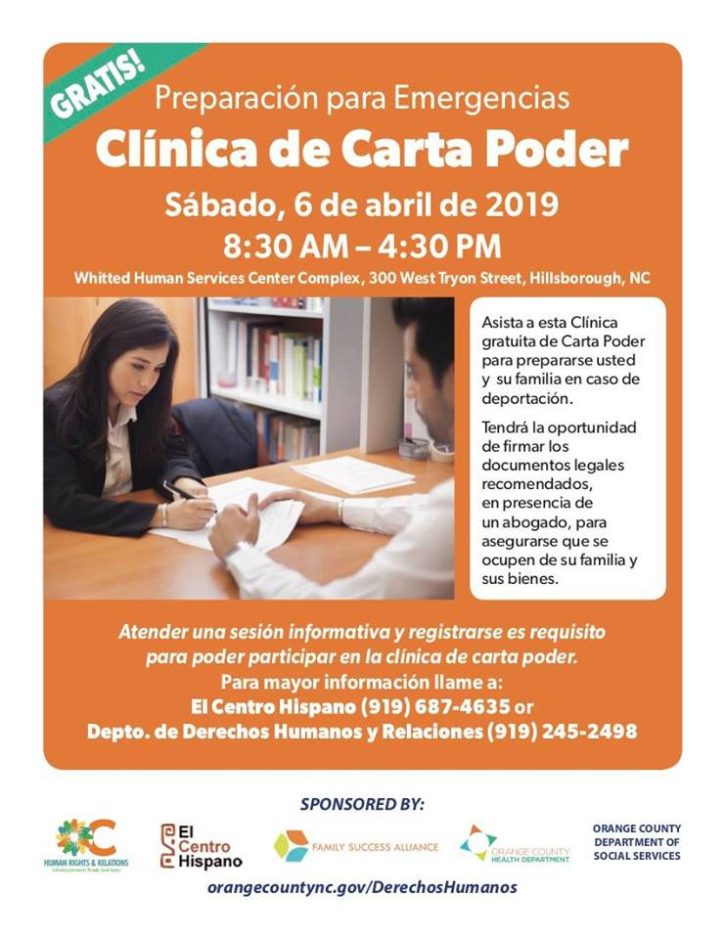 GRATIS!
Preparación para Emergencias
Clínica de Carta Poder
Sábado, 6 de abril de 2019
8:30 AM – 4:30 PM
Whitted Human Services Center Complex, 300 West Tryon Street, Hillsborough, NC
Asista a esta Clínica
gratuita de Carta Poder
para prepararse usted
y su familia en caso de
deportación.
Tendrá la oportunidad
de firmar los
documentos legales
recomendados,
en presencia de
un abogado, para
asegurarse que se
ocupen de su familia y
sus bienes.
Atender una sesión informativa y registrarse es requisito
para poder participar en la clínica de carta poder.
Para mayor información llame a:
El Centro Hispano (919) 687-4635 or
Depto. de Derechos Humanos y Relaciones (919) 245-2498
SPONSORED BY:
OC
HUMAN RIGHTS & RELATIONS
El
Centro
Hispano
FAMILY SUCCESS ALLIANCE
ORANGE COUNTY
HEALTH DEPARTMENT
ORANGE COUNTY
DEPARTMENT OF
SOCIAL SERVICES
orangecountync.gov/DerechosHumanos